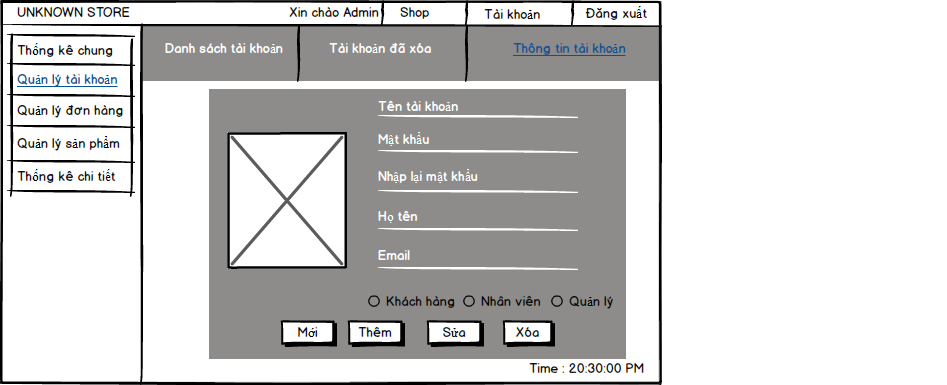 UNKNOWN STORE
Xin chào Admin
Shop
Tài khoản
Đăng xuất
Thống kê chung
Quản lý tài khoản
Quản lý đơn hàng
Quản lý sản phẩm
Thống kê chi tiết
Danh sách tài khoản
Tài khoản đã xóa
Thông tin tài khoản
Tên tài khoản
Mật khẩu
Nhập lại mật khẩu
Họ tên
Email
Khách hàng
Nhân viên
Quản lý
Mới
Thêm
Sửa
Xóa
Time : 20:30:00 PM